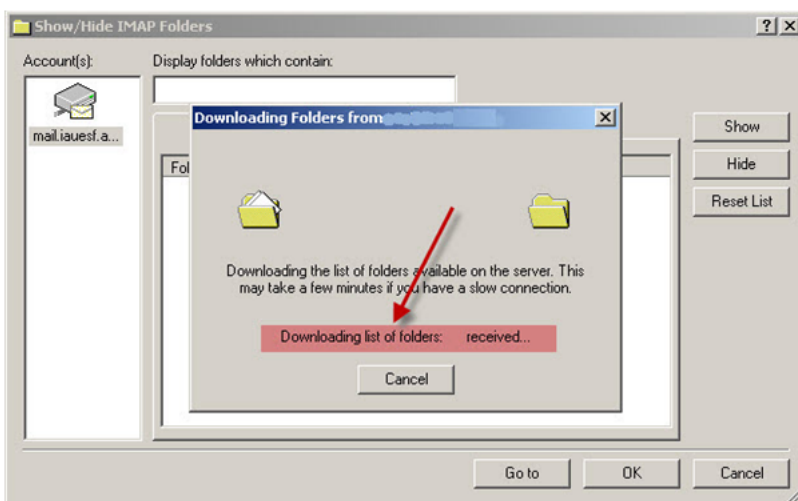 Show/Hide IMAP Folders
Account(s):
Display folders which contain:
mail.iauesf.a...
Downloading Folders from
Show
Hide
Reset List
Downloading the list of folders available on the server. This
may take a few minutes if you have a slow connection.
Downloading list of folders: received...
Cancel
Go to
OK
Cancel